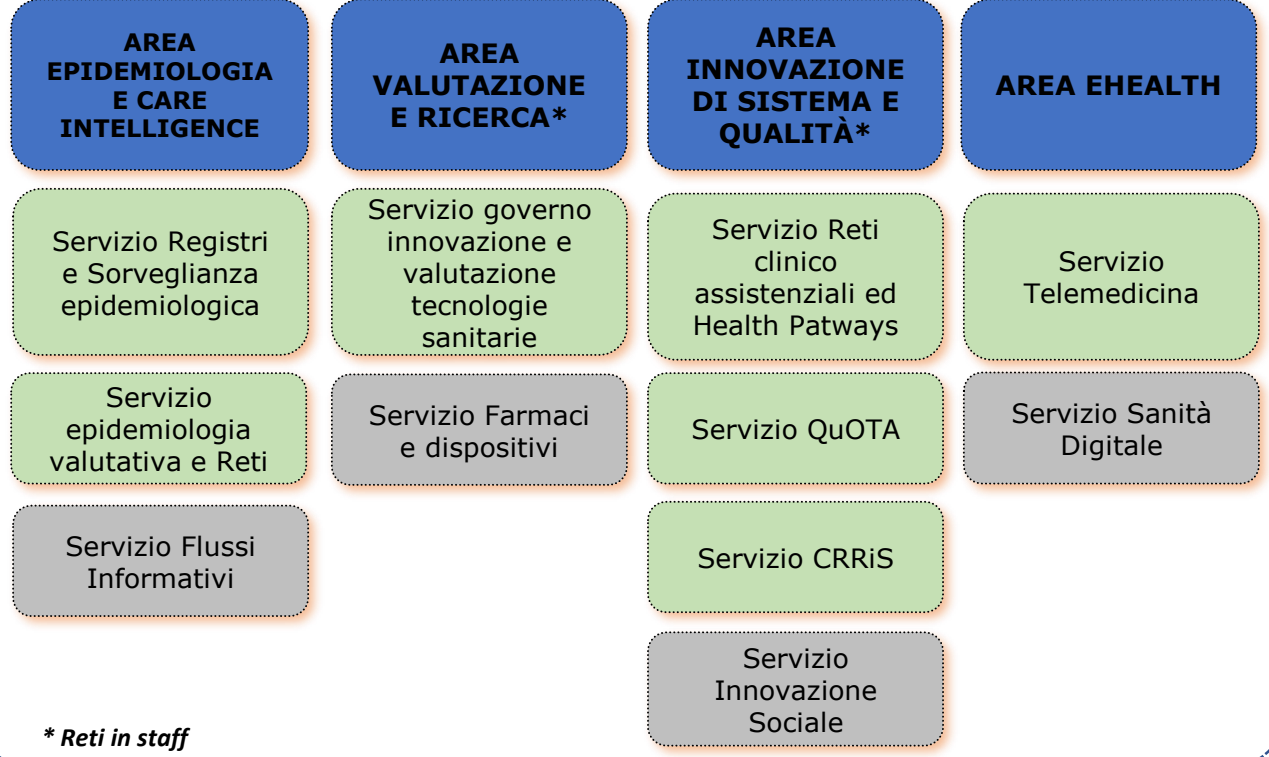 AREA
EPIDEMIOLOGIA
E CARE
INTELLIGENCE
AREA
VALUTAZIONE
E RICERCA*
AREA
INNOVAZIONE
DI SISTEMA E
QUALITÀ*
AREA EHEALTH
Servizio Registri
e Sorveglianza
epidemiologica
Servizio governo
innovazione e
valutazione
tecnologie
sanitarie
Servizio Reti
clinico
assistenziali ed
Health Patways
Servizio
Telemedicina
Servizio
epidemiologia
valutativa e Reti
Servizio Farmaci
e dispositivi
Servizio QuOTA
Servizio Sanità
Digitale
Servizio Flussi
Informativi
Servizio CRRiS
Servizio
Innovazione
Sociale
* Reti in staff